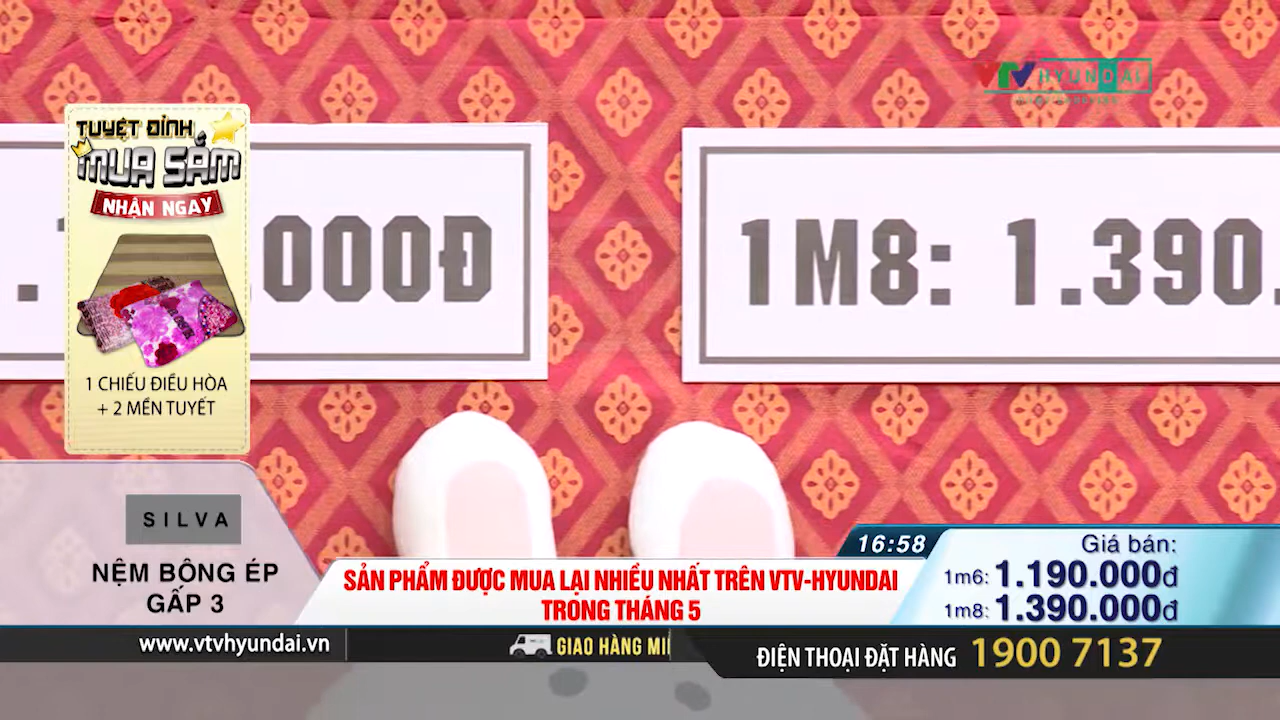 VTV HYUNDAI
TUYỆT ĐỈNH
MUA SẮM
NHẬN NGAY
000Đ
1M8: 1.390.
1 CHIẾU ĐIỀU HÒA
+ 2 MỀN TUYẾT
SILVA
NỆM BÔNG ÉP
GẤP 3
16:58
SẢN PHẨM ĐƯỢC MUA LẠI NHIỀU NHẤT TRÊN VTV-HYUNDAI
TRONG THÁNG 5
Giá bán:
1m6: 1.190.000đ
1m8: 1.390.000đ
www.vtvhyundai.vn
GIAO HÀNG
ĐIỆN THOẠI ĐẶT HÀNG 1900 7137